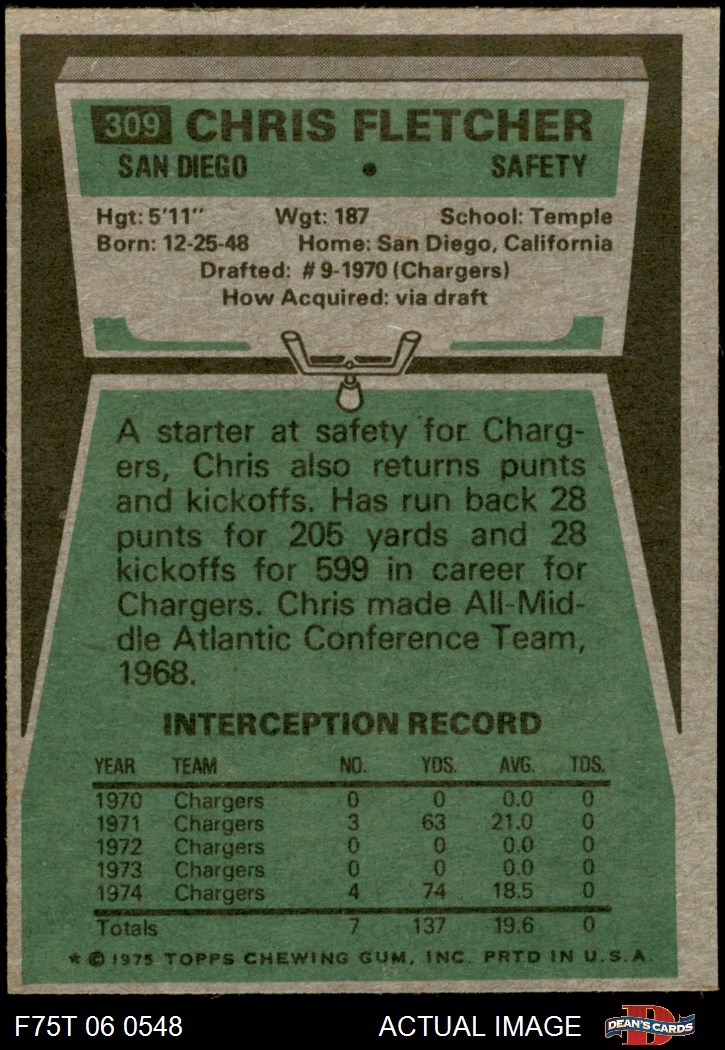 309 CHRIS FLETCHER
SAN DIEGO • SAFETY
Hgt: 5'11" Wgt: 187 School: Temple
Born: 12-25-48 Home: San Diego, California
Drafted: # 9-1970 (Chargers)
How Acquired: via draft
A starter at safety for Charg-
ers, Chris also returns punts
and kickoffs. Has run back 28
punts for 205 yards and 28
kickoffs for 599 in career for
Chargers. Chris made All-Mid-
dle Atlantic Conference Team,
1968.
INTERCEPTION RECORD
YEAR TEAM NO. YDS. AVG. TDS.
1970 Chargers 0 0 0.0 0
1971 Chargers 3 63 21.0 0
1972 Chargers 0 0 0.0 0
1973 Chargers 0 0 0.0 0
1974 Chargers 4 74 18.5 0
Totals 7 137 19.6 0
* © 1975 TOPPS CHEWING GUM, INC. PRTD IN U.S.A.
F75T 06 0548 ACTUAL IMAGE D DEAN'S CARDS